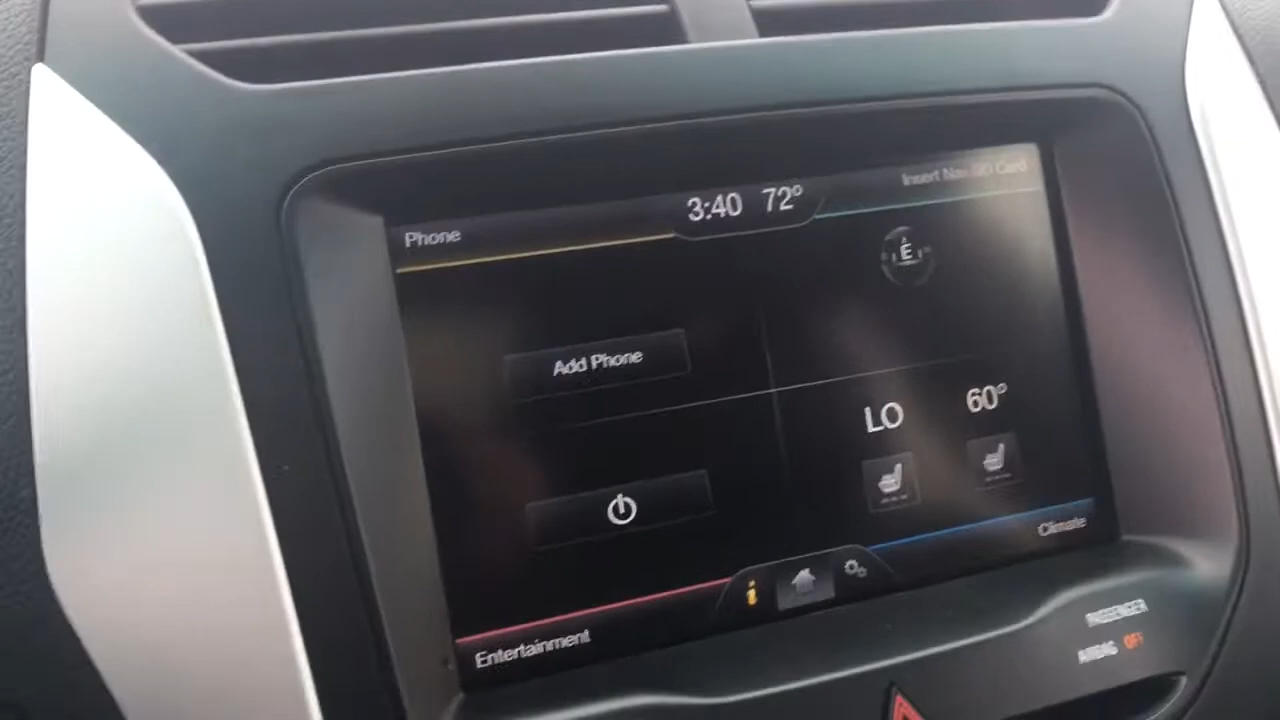 Phone
3:40 72°
Insert Nav SD Card
E
Add Phone
LO 60°
i
Entertainment
Climate
PASSENGER
AIRBAG OFF